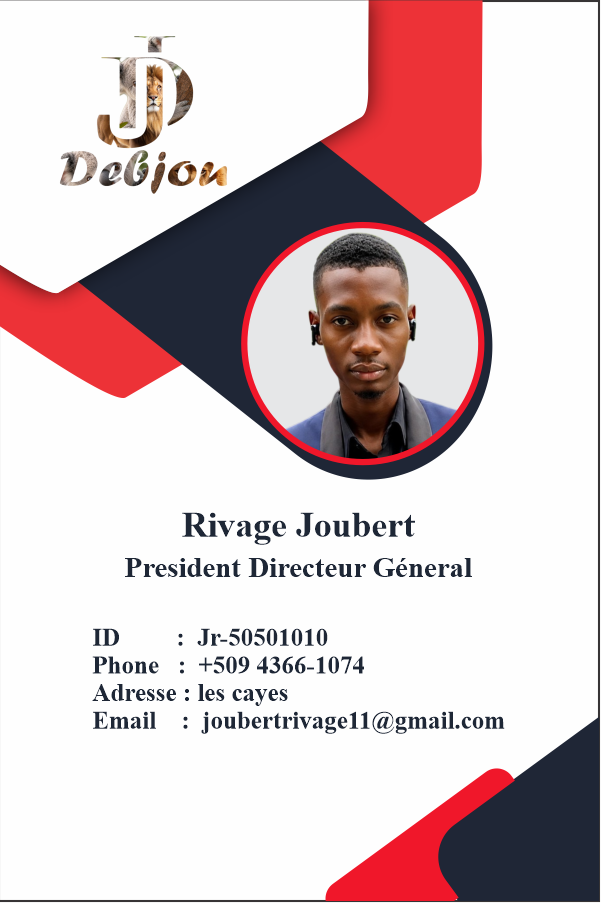 JD
Debjou
Rivage Joubert
President Directeur Géneral
ID : Jr-50501010
Phone : +509 4366-1074
Adresse : les cayes
Email : joubertrivage11@gmail.com